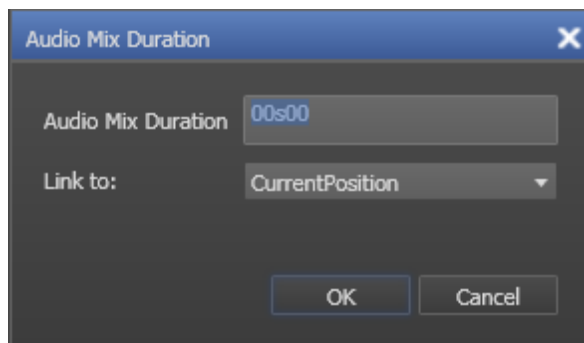 Audio Mix Duration
Audio Mix Duration 00s00
Link to: CurrentPosition
OK Cancel